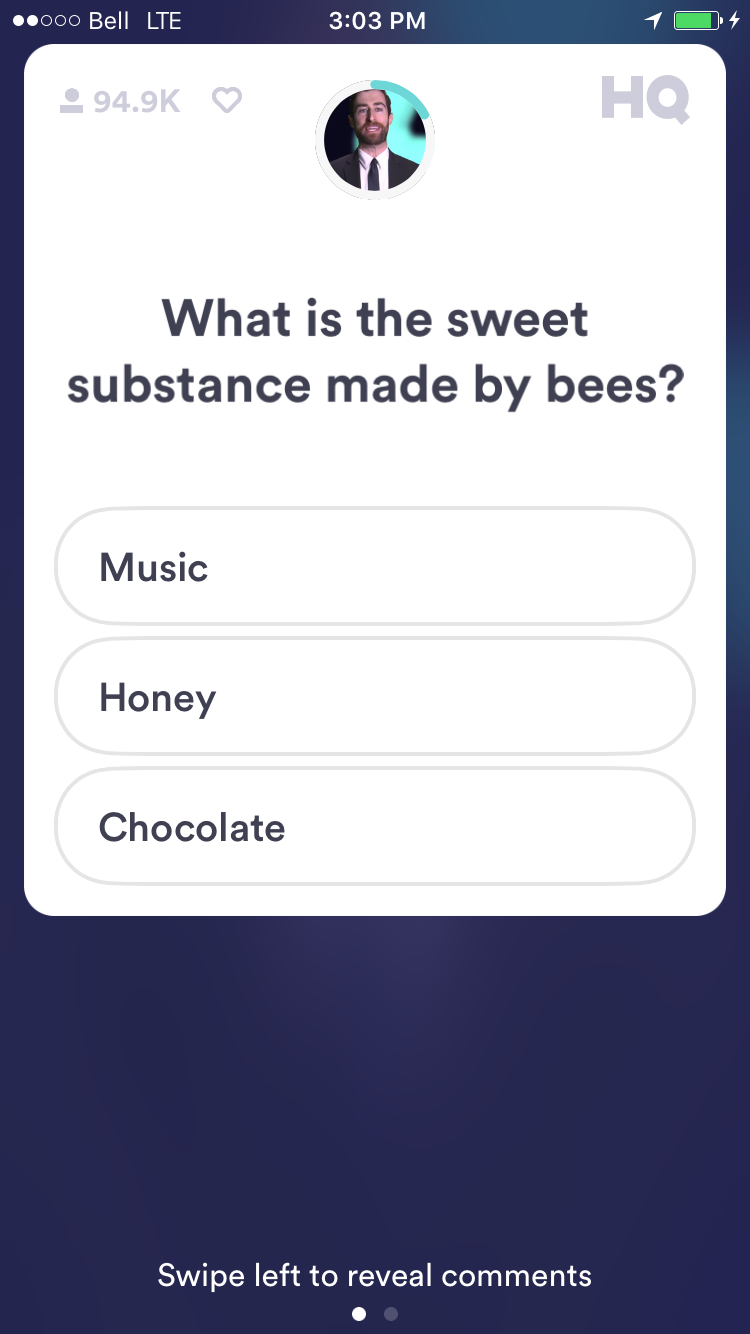 Bell LTE 3:03 PM
94.9K HQ
What is the sweet
substance made by bees?
Music
Honey
Chocolate
Swipe left to reveal comments